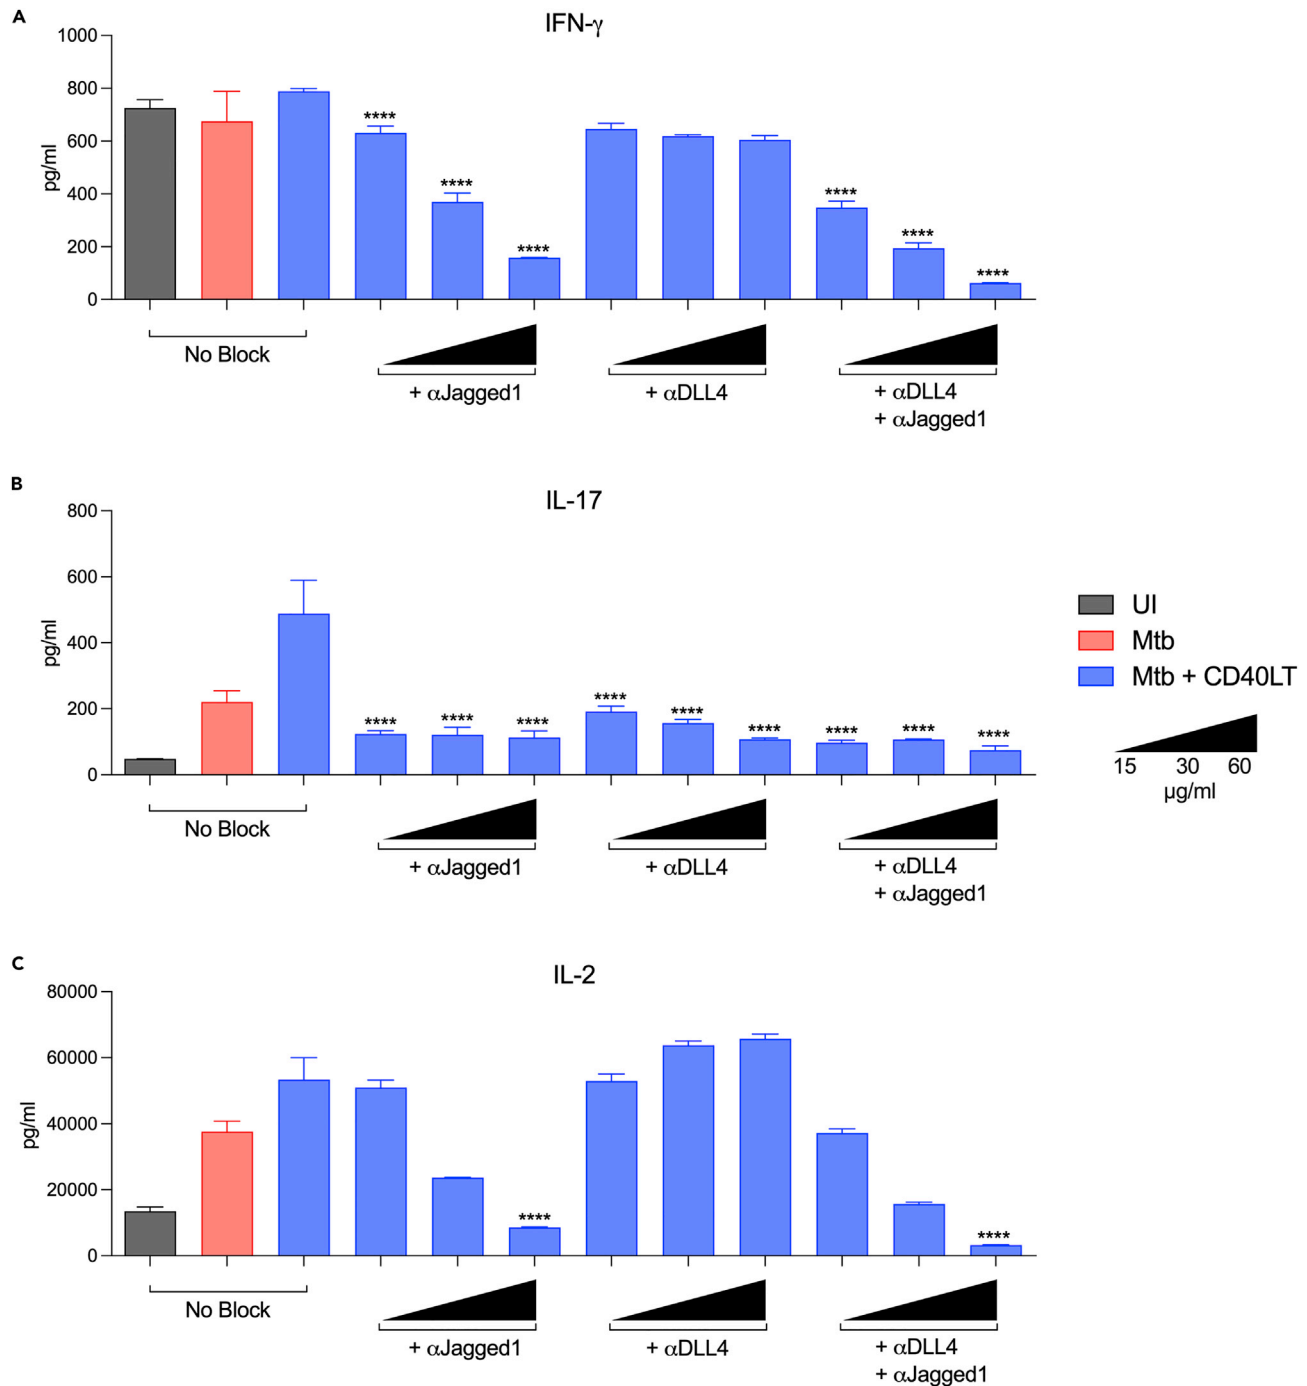 A
IFN-γ
1000
800
600
400
200
0
pg/ml
****
****
****
****
****
****
No Block
+ αJagged1
+ αDLL4
+ αDLL4
+ αJagged1
B
IL-17
800
600
400
200
0
pg/ml
****
****
****
****
****
****
****
****
****
No Block
+ αJagged1
+ αDLL4
+ αDLL4
+ αJagged1
UI
Mtb
Mtb + CD40LT
15 30 60
µg/ml
C
IL-2
80000
60000
40000
20000
0
pg/ml
****
****
No Block
+ αJagged1
+ αDLL4
+ αDLL4
+ αJagged1